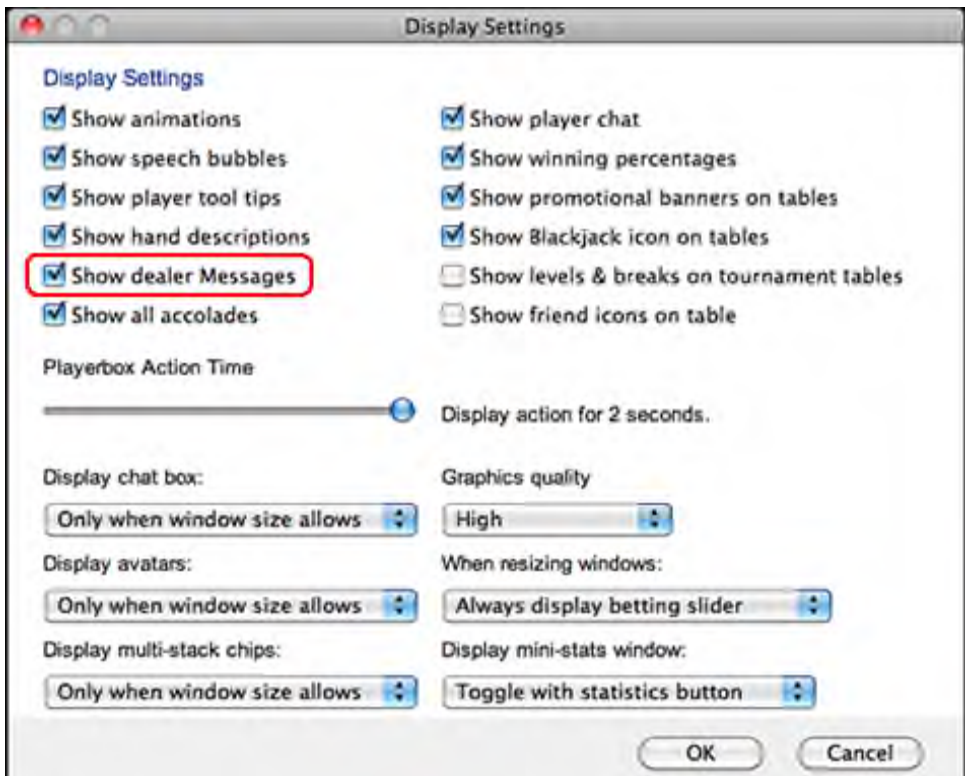 Display Settings
Display Settings
Show animations
Show player chat
Show speech bubbles
Show winning percentages
Show player tool tips
Show promotional banners on tables
Show hand descriptions
Show Blackjack icon on tables
Show dealer Messages
Show levels & breaks on tournament tables
Show all accolades
Show friend icons on table
Playerbox Action Time
Display action for 2 seconds.
Display chat box:
Graphics quality
Only when window size allows
High
Display avatars:
When resizing windows:
Only when window size allows
Always display betting slider
Display multi-stack chips:
Display mini-stats window:
Only when window size allows
Toggle with statistics button
OK
Cancel